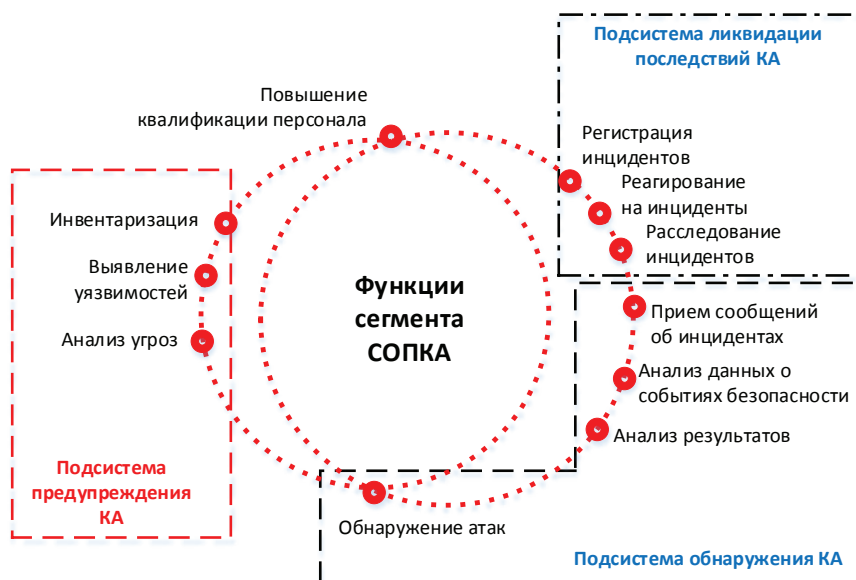 Подсистема ликвидации
последствий КА
Повышение
квалификации персонала
Регистрация
инцидентов
Реагирование
на инциденты
Расследование
инцидентов
Инвентаризация
Выявление
уязвимостей
Анализ угроз
Функции
сегмента
СОПКА
Прием сообщений
об инцидентах
Анализ данных о
событиях безопасности
Анализ результатов
Подсистема
предупреждения
КА
Обнаружение атак
Подсистема обнаружения КА